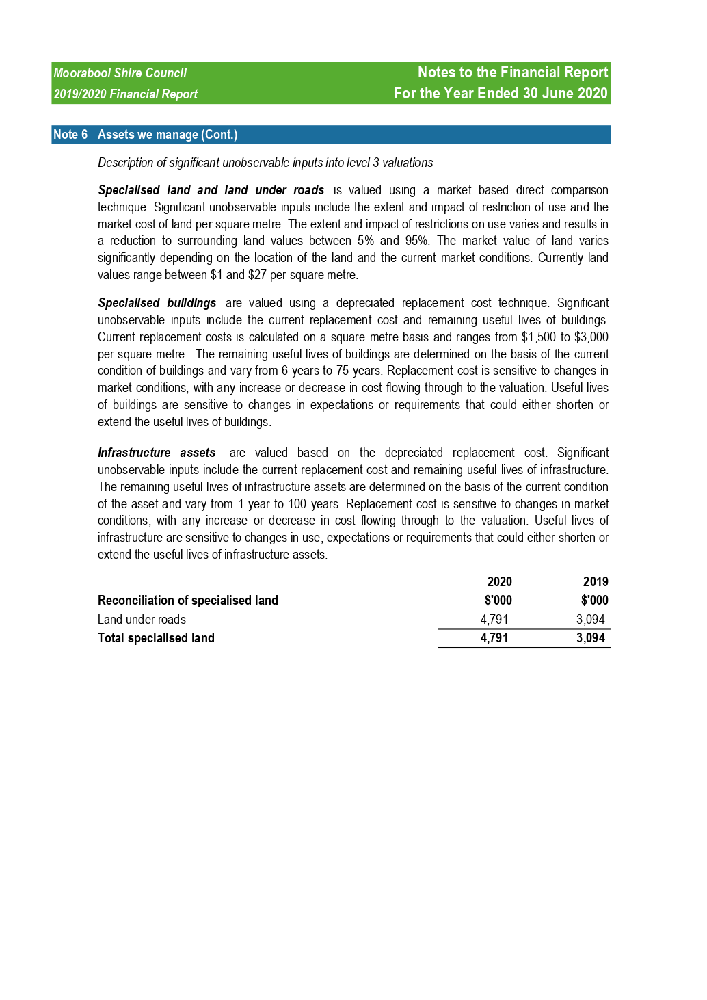 Moorabool Shire Council
Notes to the Financial Report
2019/2020 Financial Report
For the Year Ended 30 June 2020
Note 6 Assets we manage (Cont.)
Description of significant unobservable inputs into level 3 valuations
Specialised land and land under roads is valued using a market based direct comparison
technique. Significant unobservable inputs include the extent and impact of restriction of use and the
market cost of land per square metre. The extent and impact of restrictions on use varies and results in
a reduction to surrounding land values between 5% and 95%. The market value of land varies
significantly depending on the location of the land and the current market conditions. Currently land
values range between $1 and $27 per square metre.
Specialised buildings are valued using a depreciated replacement cost technique. Significant
unobservable inputs include the current replacement cost and remaining useful lives of buildings.
Current replacement costs is calculated on a square metre basis and ranges from $1,500 to $3,000
per square metre. The remaining useful lives of buildings are determined on the basis of the current
condition of buildings and vary from 6 years to 75 years. Replacement cost is sensitive to changes in
market conditions, with any increase or decrease in cost flowing through to the valuation. Useful lives
of buildings are sensitive to changes in expectations or requirements that could either shorten or
extend the useful lives of buildings.
Infrastructure assets are valued based on the depreciated replacement cost. Significant
unobservable inputs include the current replacement cost and remaining useful lives of infrastructure.
The remaining useful lives of infrastructure assets are determined on the basis of the current condition
of the asset and vary from 1 year to 100 years. Replacement cost is sensitive to changes in market
conditions, with any increase or decrease in cost flowing through to the valuation. Useful lives of
infrastructure are sensitive to changes in use, expectations or requirements that could either shorten or
extend the useful lives of infrastructure assets.
2020 2019
Reconciliation of specialised land $'000 $'000
Land under roads 4,791 3,094
Total specialised land 4,791 3,094